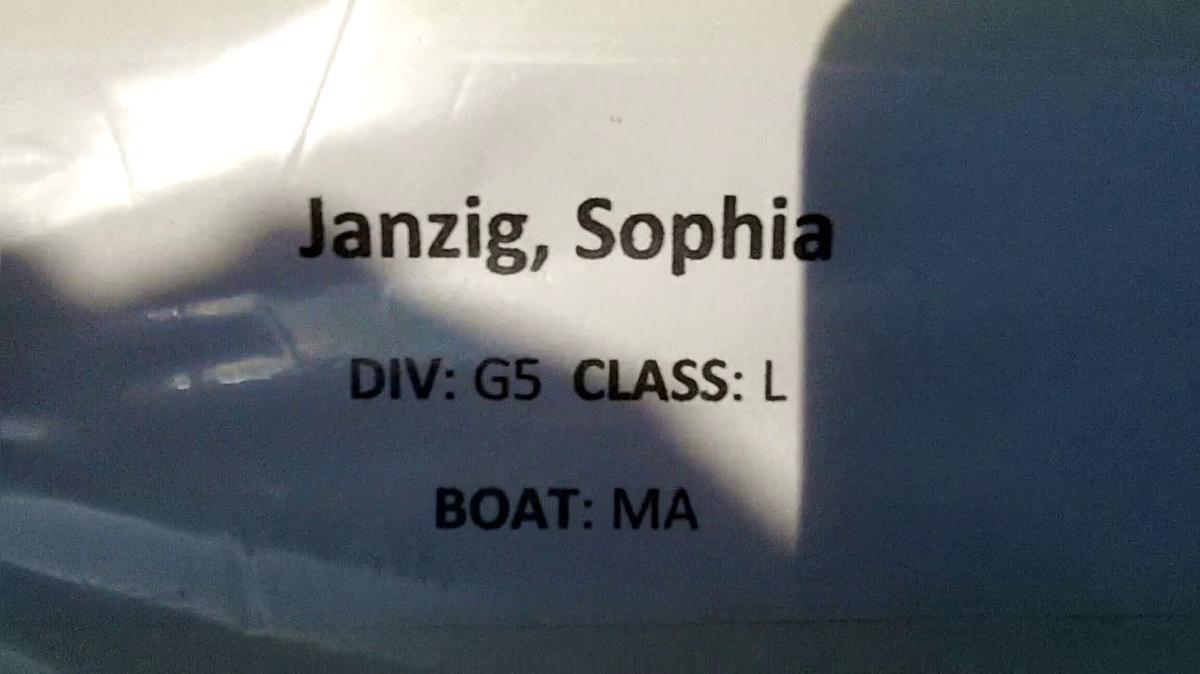 Janzig, Sophia
DIV: G5 CLASS: L
BOAT: MA